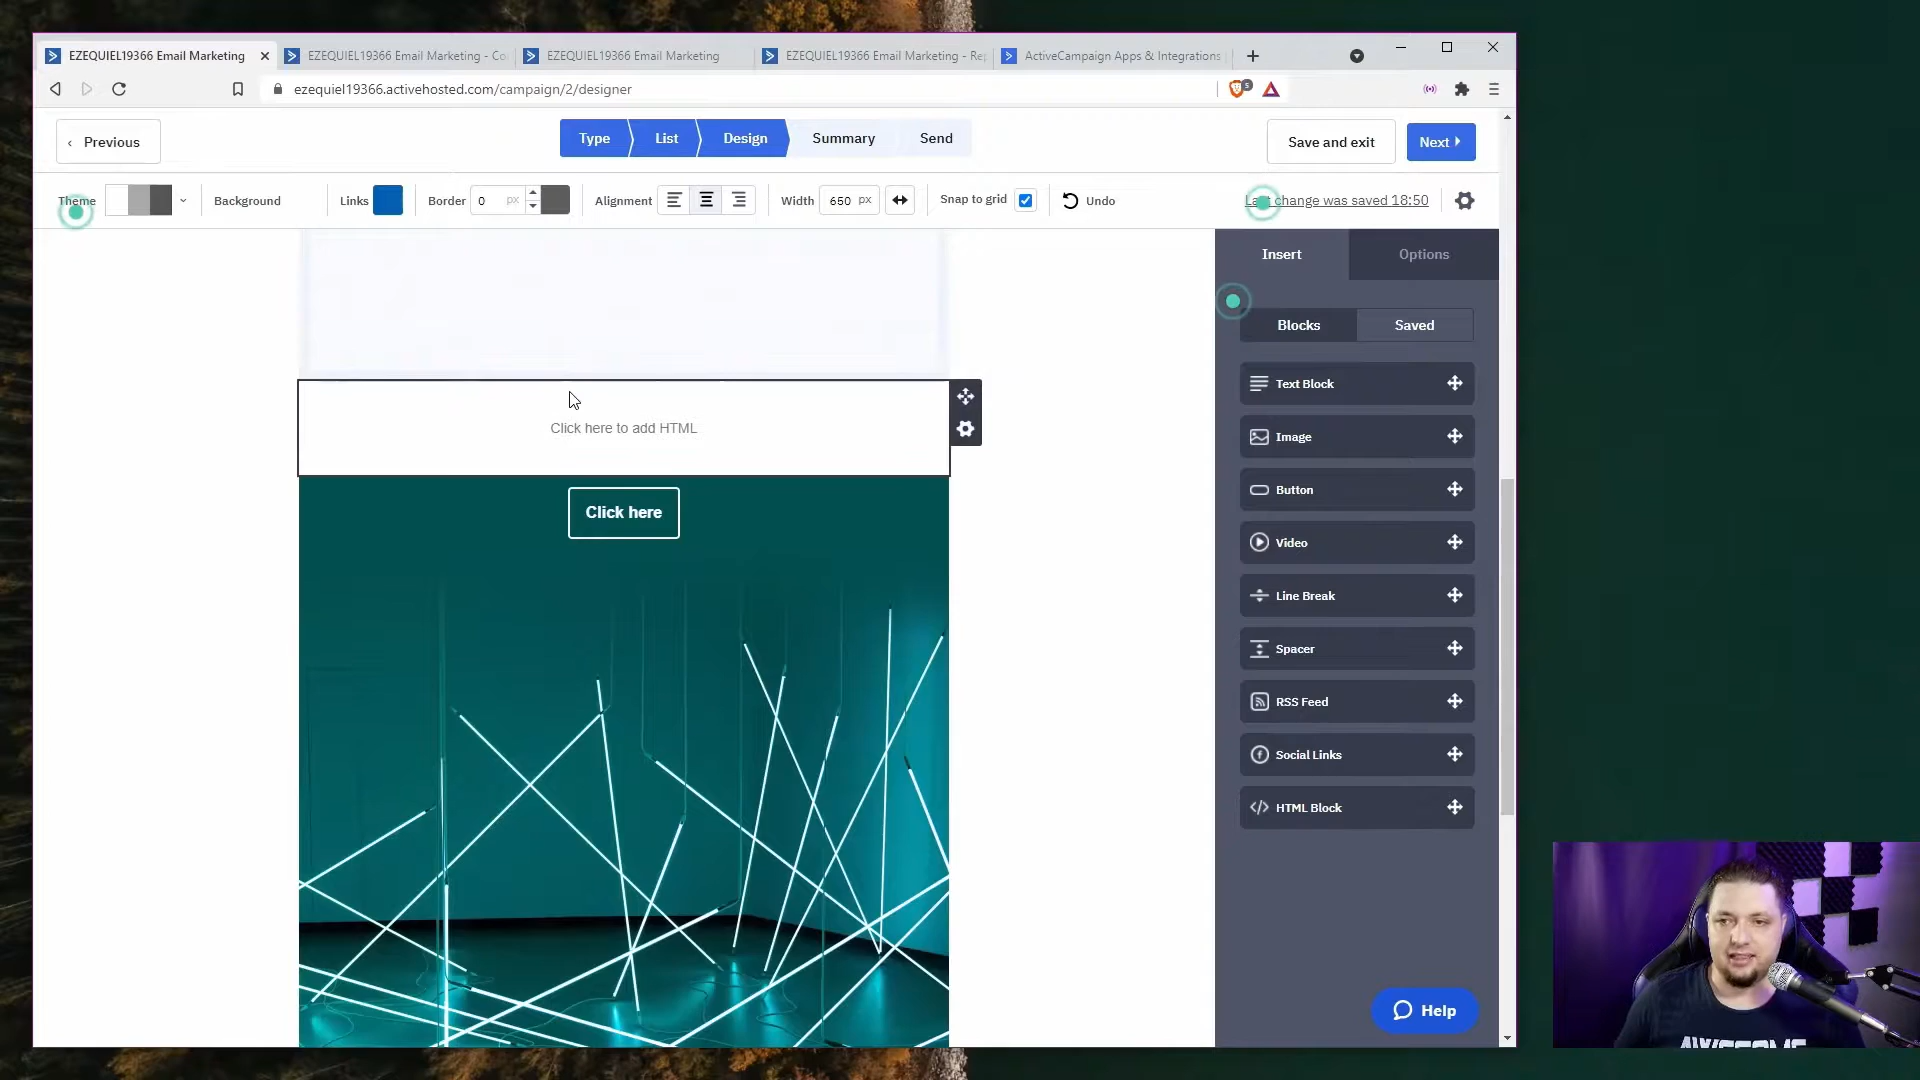 EZEQUIEL19366 Email Marketing
EZEQUIEL19366 Email Marketing - Co
EZEQUIEL19366 Email Marketing
EZEQUIEL19366 Email Marketing - Rep
ActiveCampaign Apps & Integrations
ezequiel19366.activehosted.com/campaign/2/designer
5
Previous
Type
List
Design
Summary
Send
Save and exit
Next
Theme
Background
Links
Border
0
px
Alignment
Width
650 px
Snap to grid
Undo
Last change was saved 18:50
Insert
Options
Blocks
Saved
Text Block
Image
Button
Video
Line Break
Spacer
RSS Feed
Social Links
HTML Block
Click here to add HTML
Click here
Help
AWESOME